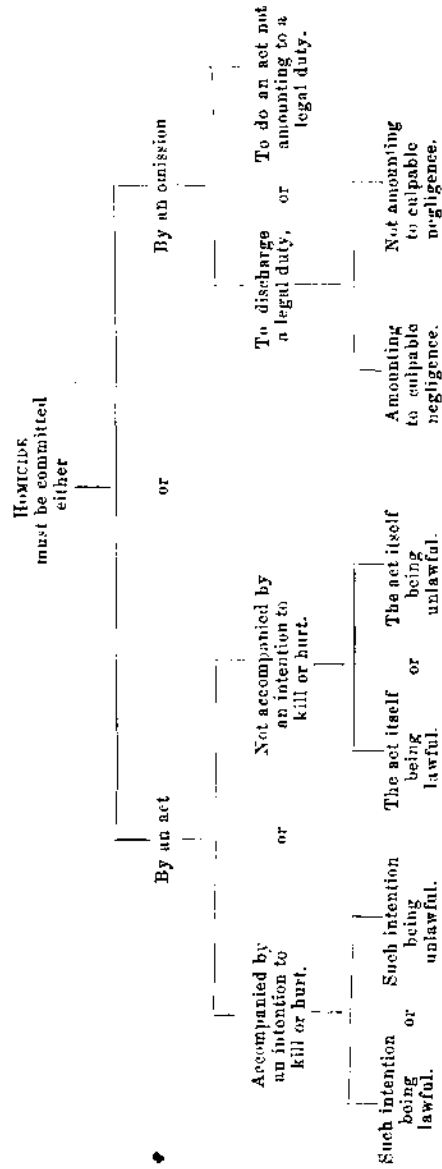 HOMICIDE
must be committed
either
By an act
or
By an omission
Accompanied by
an intention to
kill or hurt.
or
Not accompanied by
an intention to
kill or hurt.
To discharge
a legal duty,
or
To do an act not
amounting to a
legal duty.
Such intention
being
lawful.
or
Such intention
being
unlawful.
The act itself
being
lawful.
or
The act itself
being
unlawful.
Amounting
to culpable
negligence.
Not amounting
to culpable
negligence.